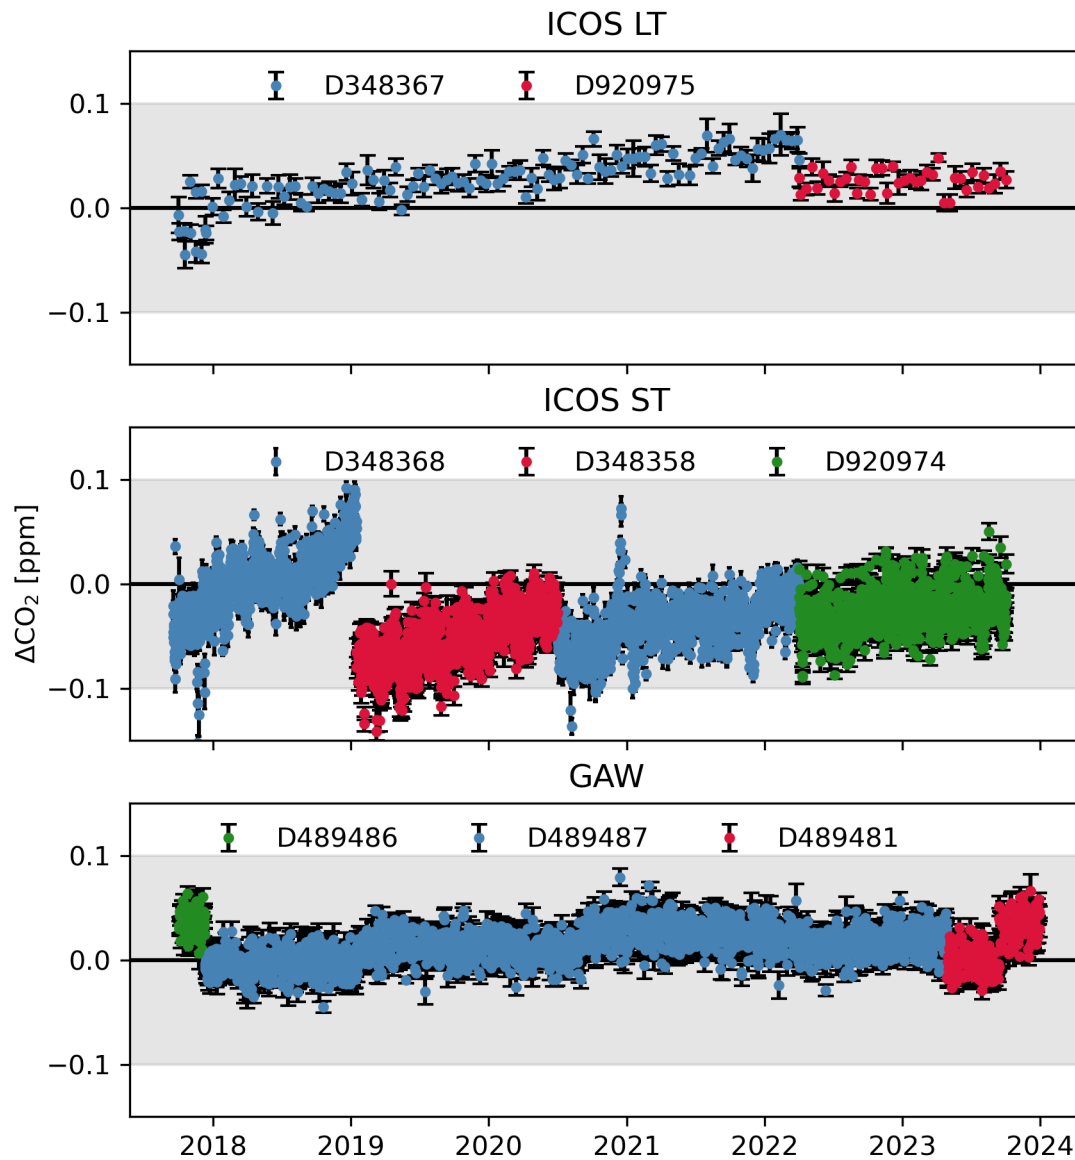 ICOS LT
D348367 D920975
0.1
0.0
−0.1
ICOS ST
D348368 D348358 D920974
0.1
0.0
−0.1
ΔCO₂ [ppm]
GAW
D489486 D489487 D489481
0.1
0.0
−0.1
2018 2019 2020 2021 2022 2023 2024